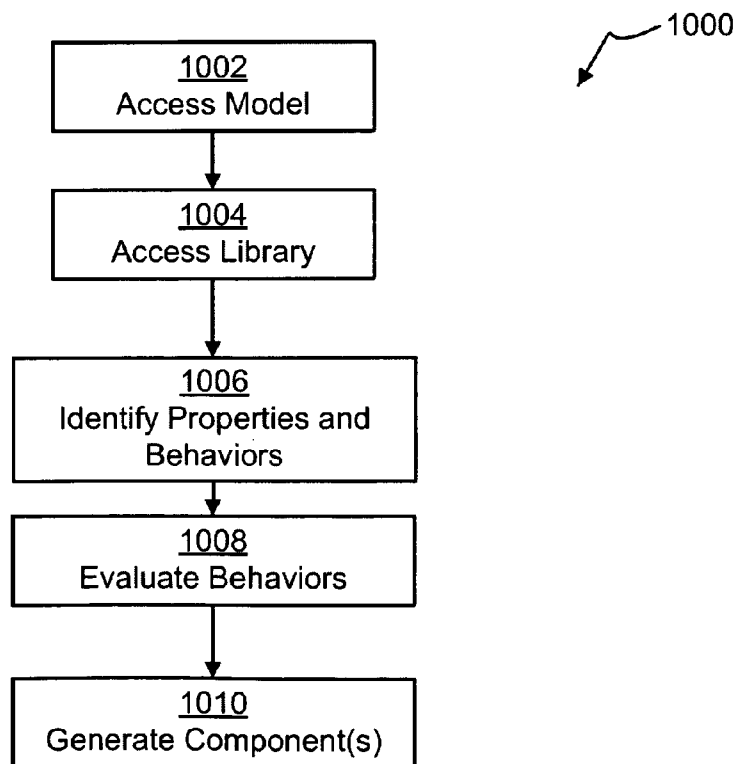 1000
1002
Access Model
1004
Access Library
1006
Identify Properties and
Behaviors
1008
Evaluate Behaviors
1010
Generate Component(s)